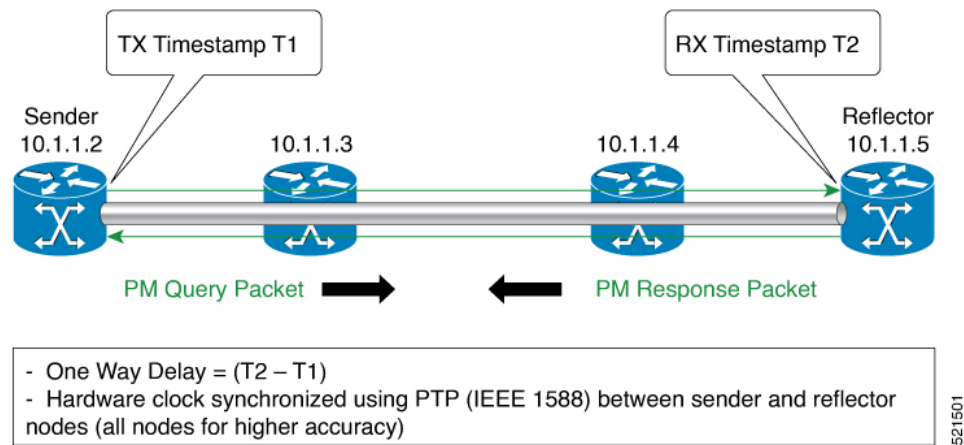 TX Timestamp T1
RX Timestamp T2
Sender
10.1.1.2
10.1.1.3
10.1.1.4
Reflector
10.1.1.5
PM Query Packet
PM Response Packet
- One Way Delay = (T2 – T1)
- Hardware clock synchronized using PTP (IEEE 1588) between sender and reflector
nodes (all nodes for higher accuracy)
521501